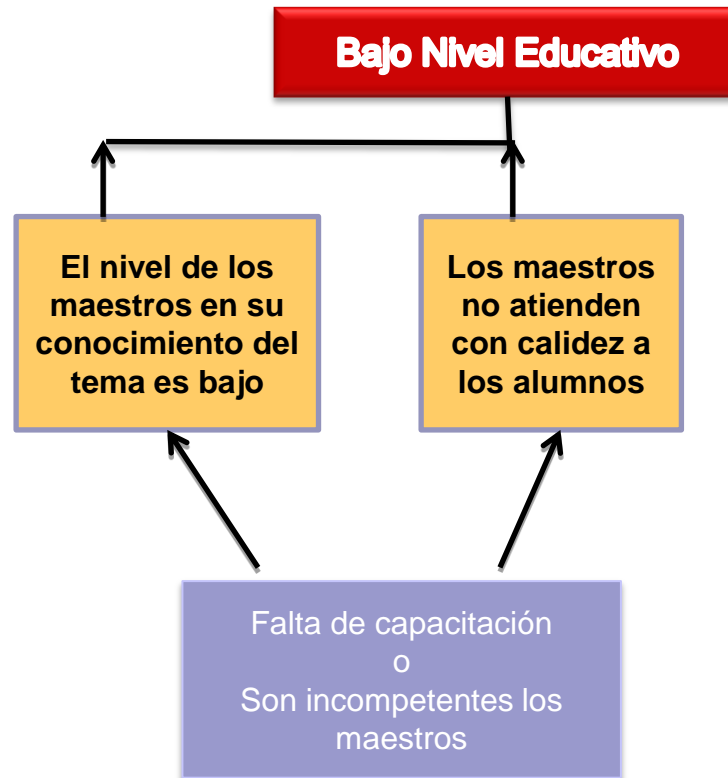 Bajo Nivel Educativo
El nivel de los
maestros en su
conocimiento del
tema es bajo
Los maestros
no atienden
con calidez a
los alumnos
Falta de capacitación
o
Son incompetentes los
maestros